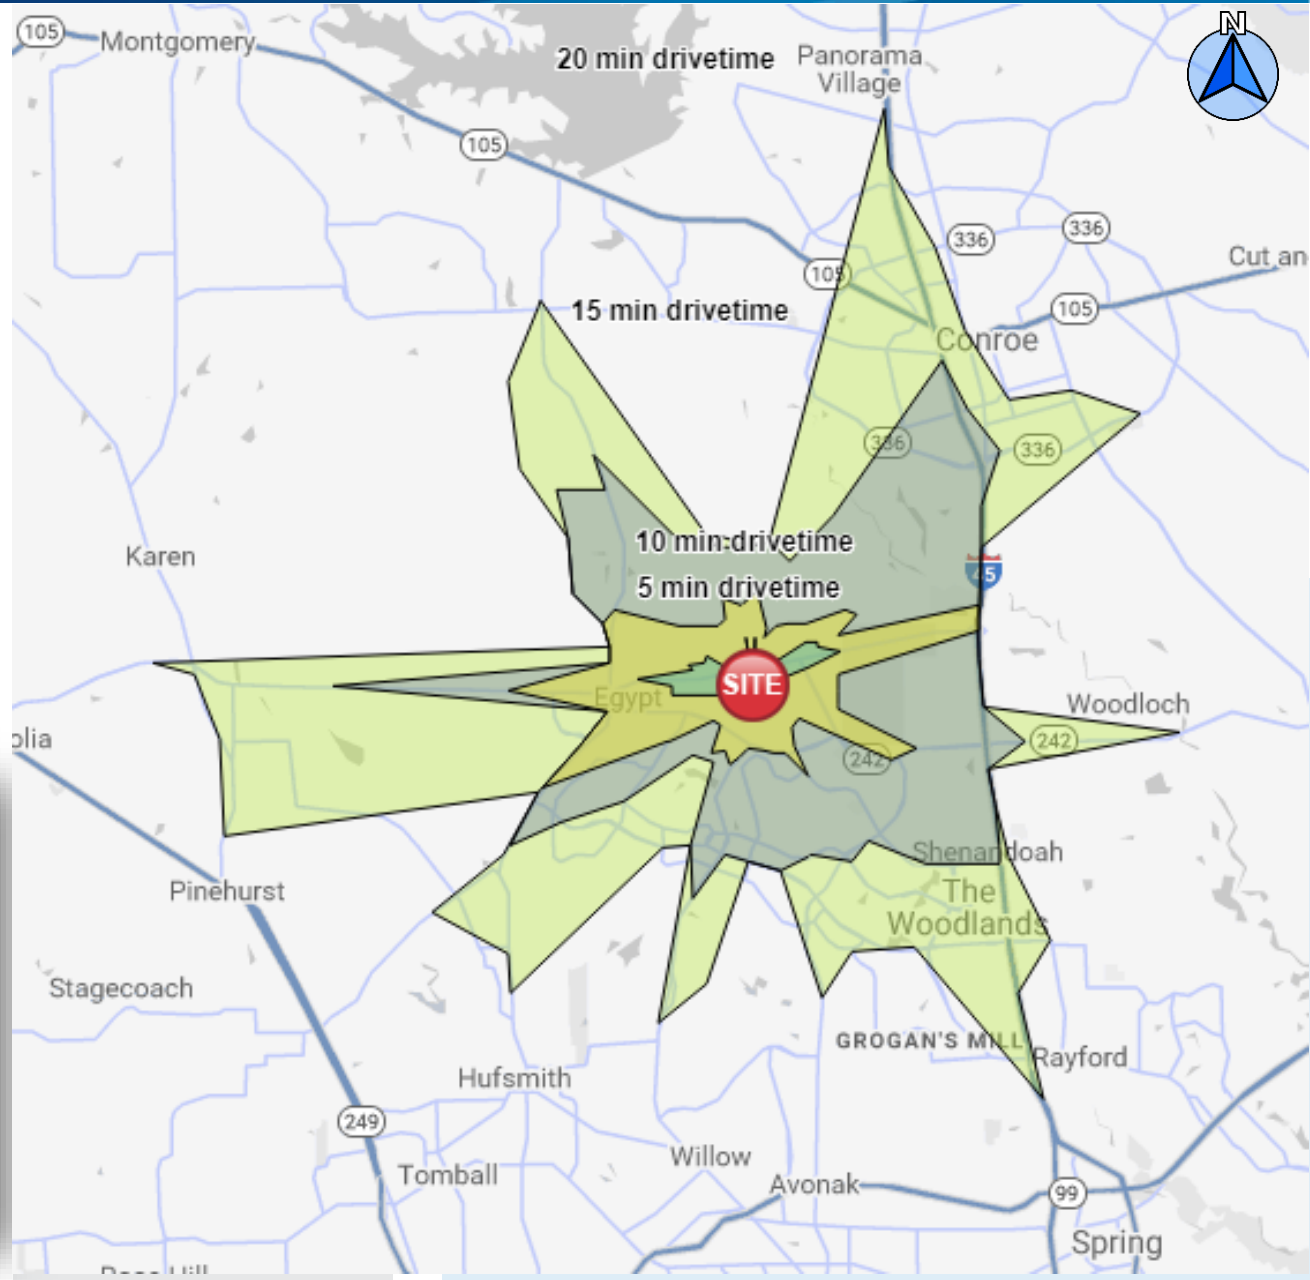 N
105
Montgomery
20 min drivetime
Panorama
Village
105
336
336
Cut an
105
15 min drivetime
105
Conroe
336
336
10 min drivetime
Karen
45
5 min drivetime
SITE
Egypt
Woodloch
olia
242
242
Shenandoah
Pinehurst
The
Woodlands
Stagecoach
GROGAN'S MILL
Rayford
Hufsmith
249
Willow
Tomball
Avonak
99
Spring